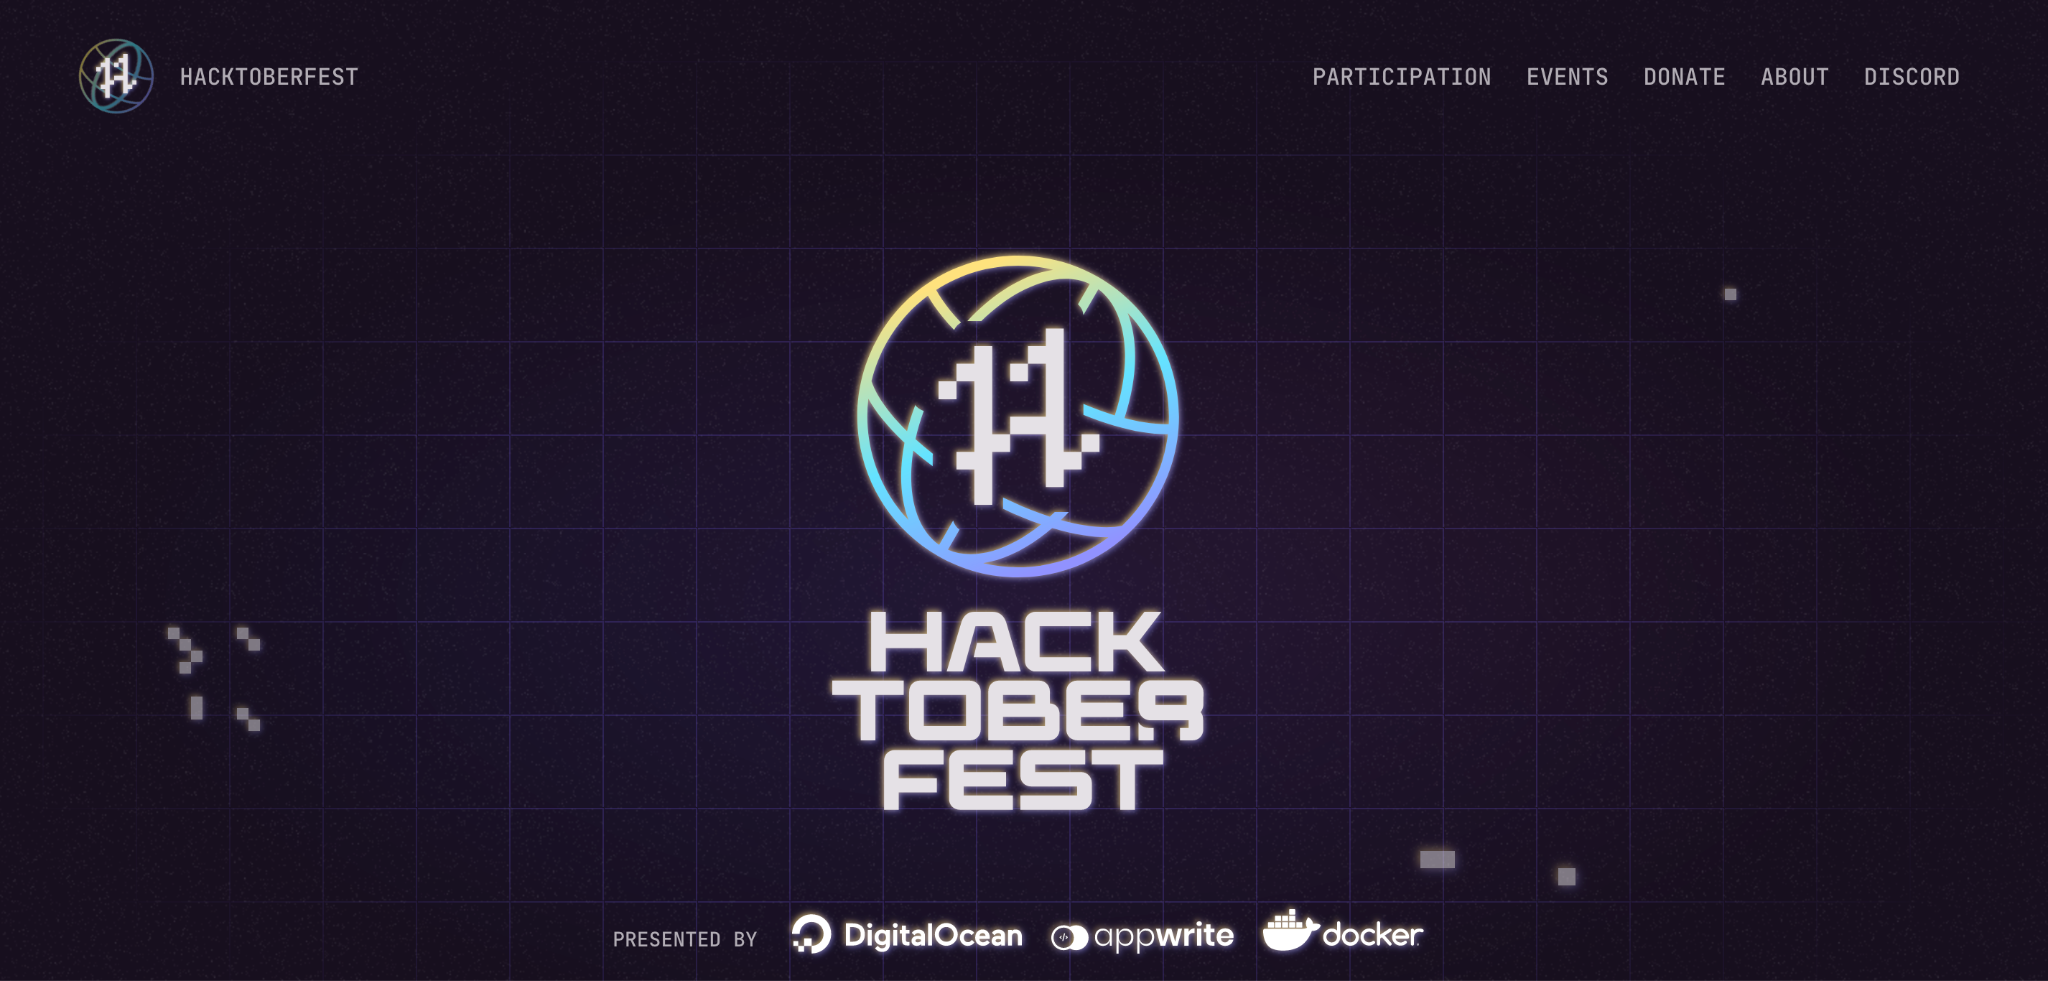 HACKTOBERFEST
PARTICIPATION EVENTS DONATE ABOUT DISCORD
HACK
TOBER
FEST
PRESENTED BY DigitalOcean appwrite docker